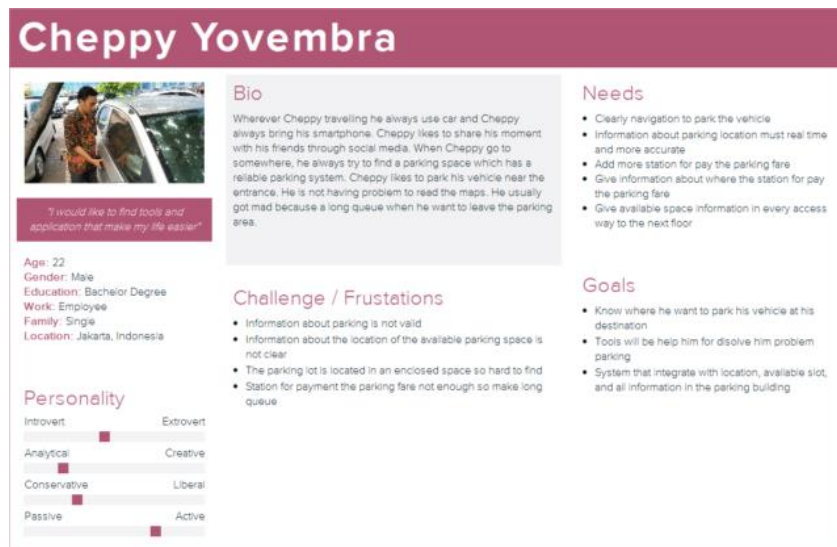 Cheppy Yovembra
"I would like to find tools and
application that make my life easier"
Age: 22
Gender: Male
Education: Bachelor Degree
Work: Employee
Family: Single
Location: Jakarta, Indonesia
Personality
Introvert Extrovert
Analytical Creative
Conservative Liberal
Passive Active
Bio
Wherever Cheppy travelling he always use car and Cheppy
always bring his smartphone. Cheppy likes to share his moment
with his friends through social media. When Cheppy go to
somewhere, he always try to find a parking space which has a
reliable parking system. Cheppy likes to park his vehicle near the
entrance. He is not having problem to read the maps. He usually
got mad because a long queue when he want to leave the parking
area.
Challenge / Frustations
• Information about parking is not valid
• Information about the location of the available parking space is
not clear
• The parking lot is located in an enclosed space so hard to find
• Station for payment the parking fare not enough so make long
queue
Needs
• Clearly navigation to park the vehicle
• Information about parking location must real time
and more accurate
• Add more station for pay the parking fare
• Give information about where the station for pay
the parking fare
• Give available space information in every access
way to the next floor
Goals
• Know where he want to park his vehicle at his
destination
• Tools will be help him for disolve him problem
parking
• System that integrate with location, available slot,
and all information in the parking building